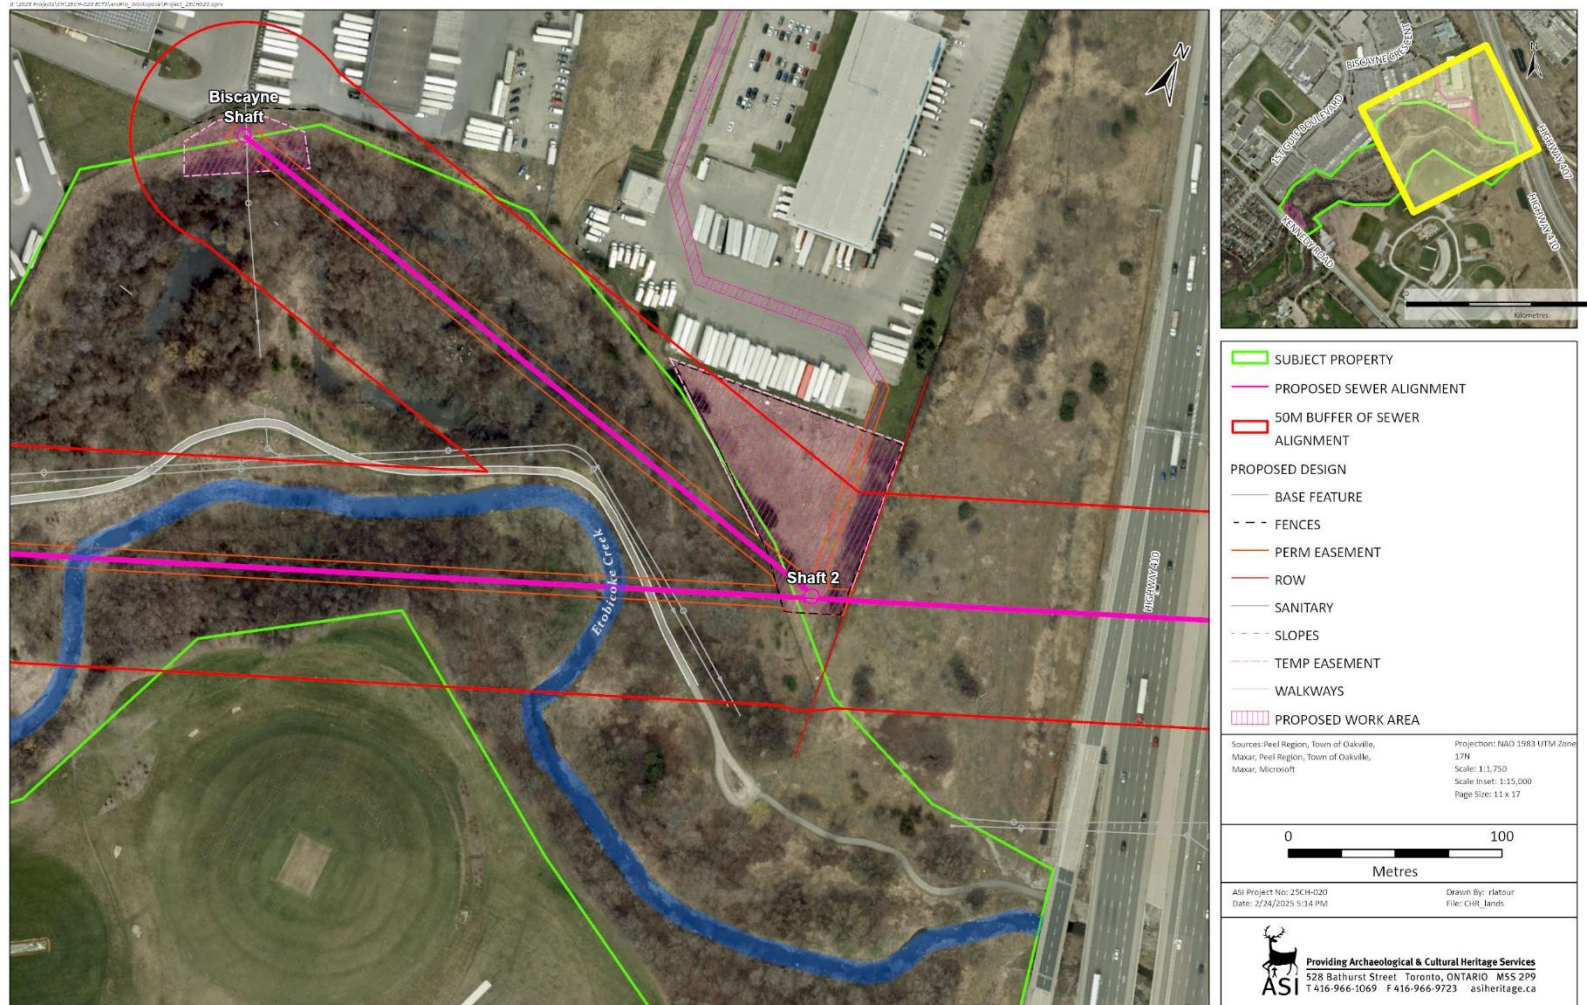 Biscayne
Shaft
N
Etobicoke Creek
Shaft 2
HIGHWAY 410
BISCAYNE CRESCENT
1ST GULF BOULEVARD
KENNEDY ROAD
HIGHWAY 407
HIGHWAY 410
N
0
Kilometres
SUBJECT PROPERTY
PROPOSED SEWER ALIGNMENT
50M BUFFER OF SEWER
ALIGNMENT
PROPOSED DESIGN
BASE FEATURE
FENCES
PERM EASEMENT
ROW
SANITARY
SLOPES
TEMP EASEMENT
WALKWAYS
PROPOSED WORK AREA
Sources:Peel Region, Town of Oakville,
Maxar, Peel Region, Town of Oakville,
Maxar, Microsoft
Projection: NAD 1983 UTM Zone
17N
Scale: 1:1,750
Scale Inset: 1:15,000
Page Size: 11 x 17
0 100
Metres
ASI Project No: 25CH-020
Date: 2/24/2025 5:14 PM
Drawn By: rlatour
File: CHR_lands
ASI
Providing Archaeological & Cultural Heritage Services
528 Bathurst Street Toronto, ONTARIO M5S 2P9
T 416-966-1069 F 416-966-9723 asiheritage.ca